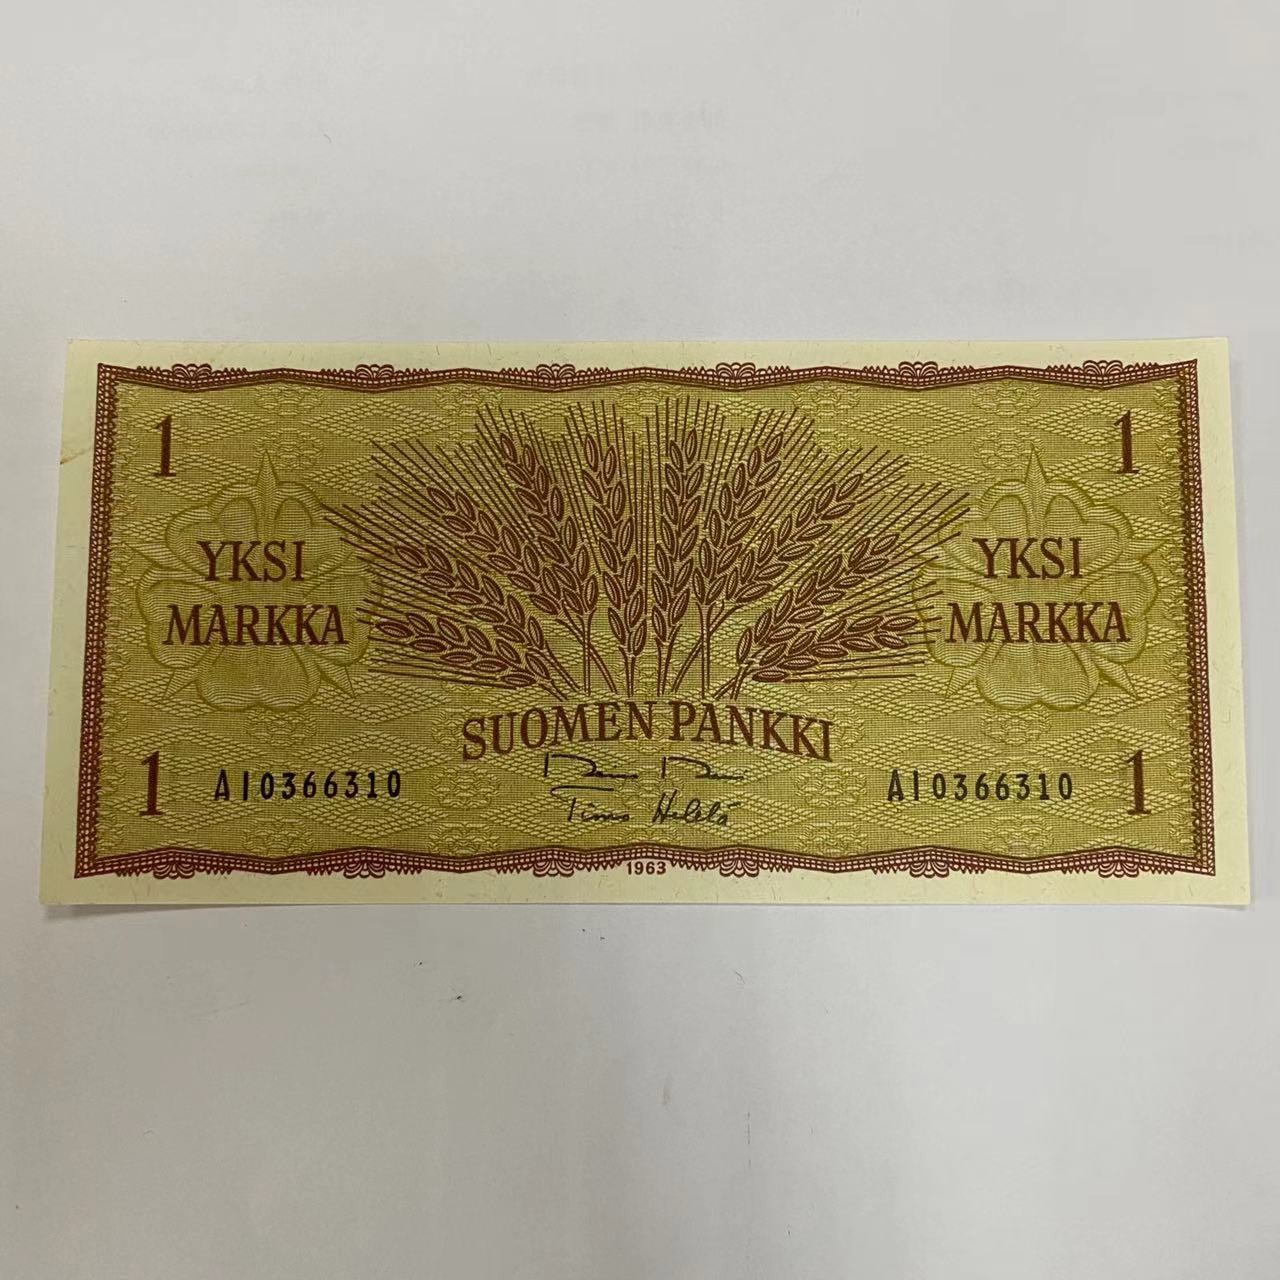 1 1
YKSI YKSI
MARKKA MARKKA
SUOMEN PANKKI
1 A10366310 A10366310 1
Timo Helelä
1963